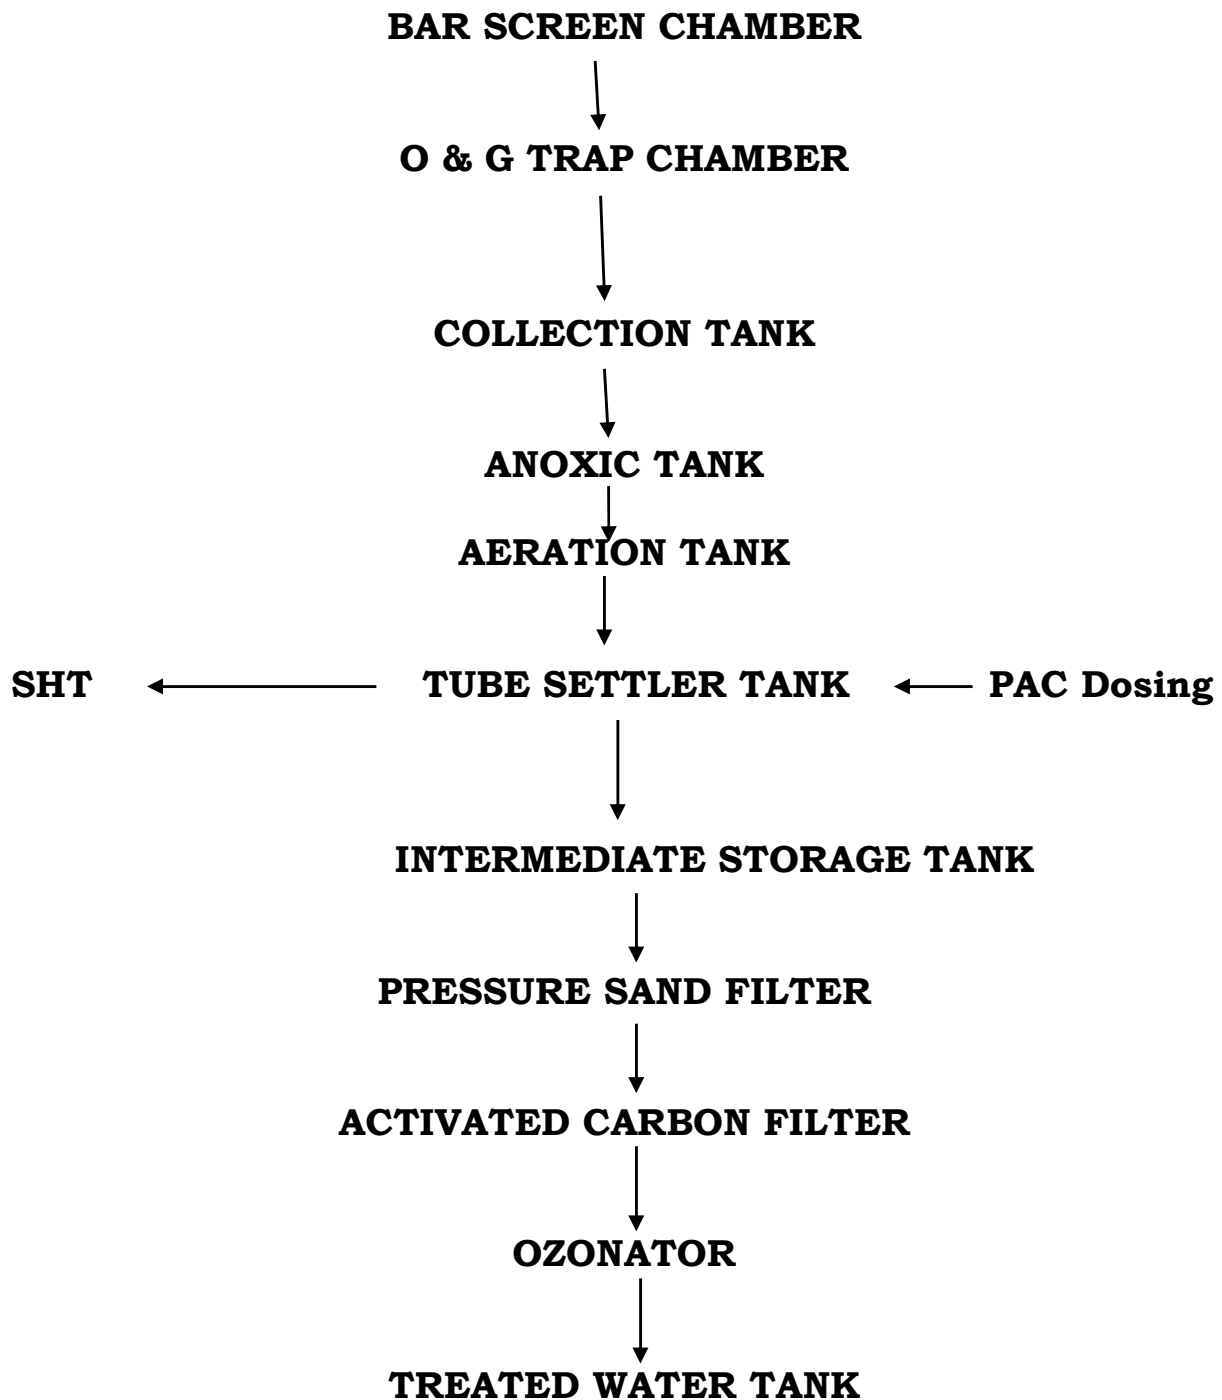 BAR SCREEN CHAMBER
O & G TRAP CHAMBER
COLLECTION TANK
ANOXIC TANK
AERATION TANK
SHT TUBE SETTLER TANK PAC Dosing
INTERMEDIATE STORAGE TANK
PRESSURE SAND FILTER
ACTIVATED CARBON FILTER
OZONATOR
TREATED WATER TANK